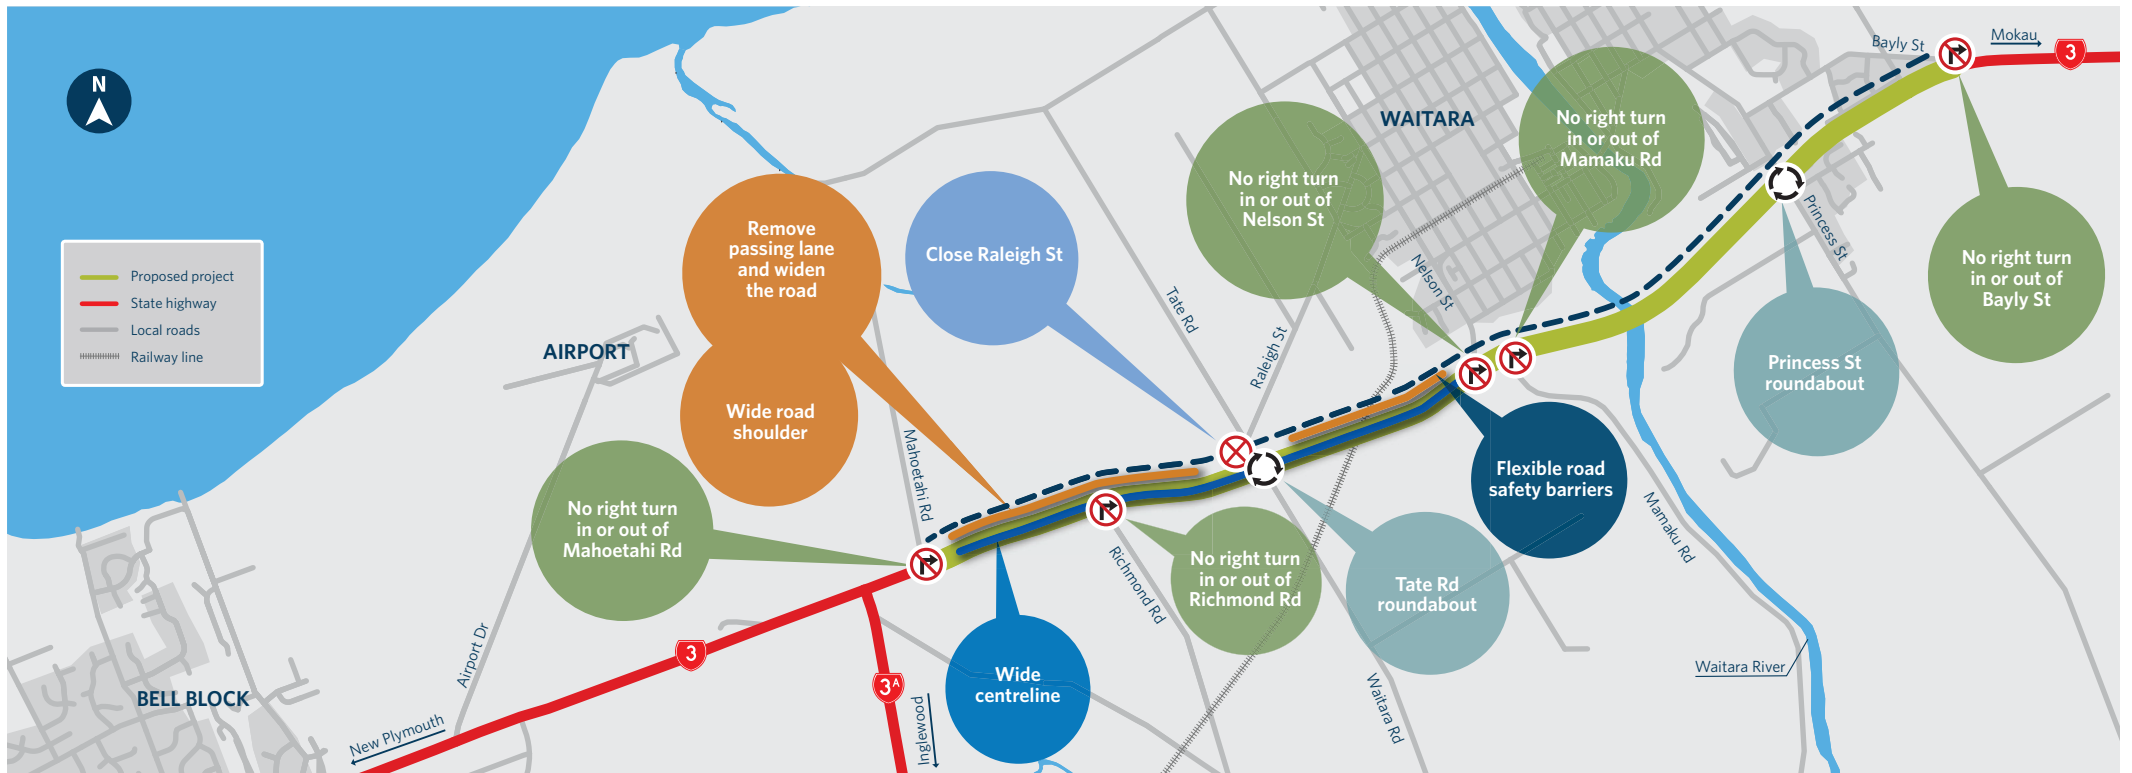 N
Proposed project
State highway
Local roads
Railway line
AIRPORT
BELL BLOCK
WAITARA
Remove
passing lane
and widen
the road
Wide road
shoulder
Close Raleigh St
No right turn
in or out of
Nelson St
No right turn
in or out of
Mamaku Rd
Bayly St
Mokau
3
No right turn
in or out of
Bayly St
Princess St
Princess St
roundabout
Tate Rd
Raleigh St
Nelson St
No right turn
in or out of
Mahoetahi Rd
Mahoetahi Rd
Richmond Rd
No right turn
in or out of
Richmond Rd
Flexible road
safety barriers
Tate Rd
roundabout
Mamaku Rd
Waitara River
Waitara Rd
Wide
centreline
Airport Dr
New Plymouth
3
3A
Inglewood